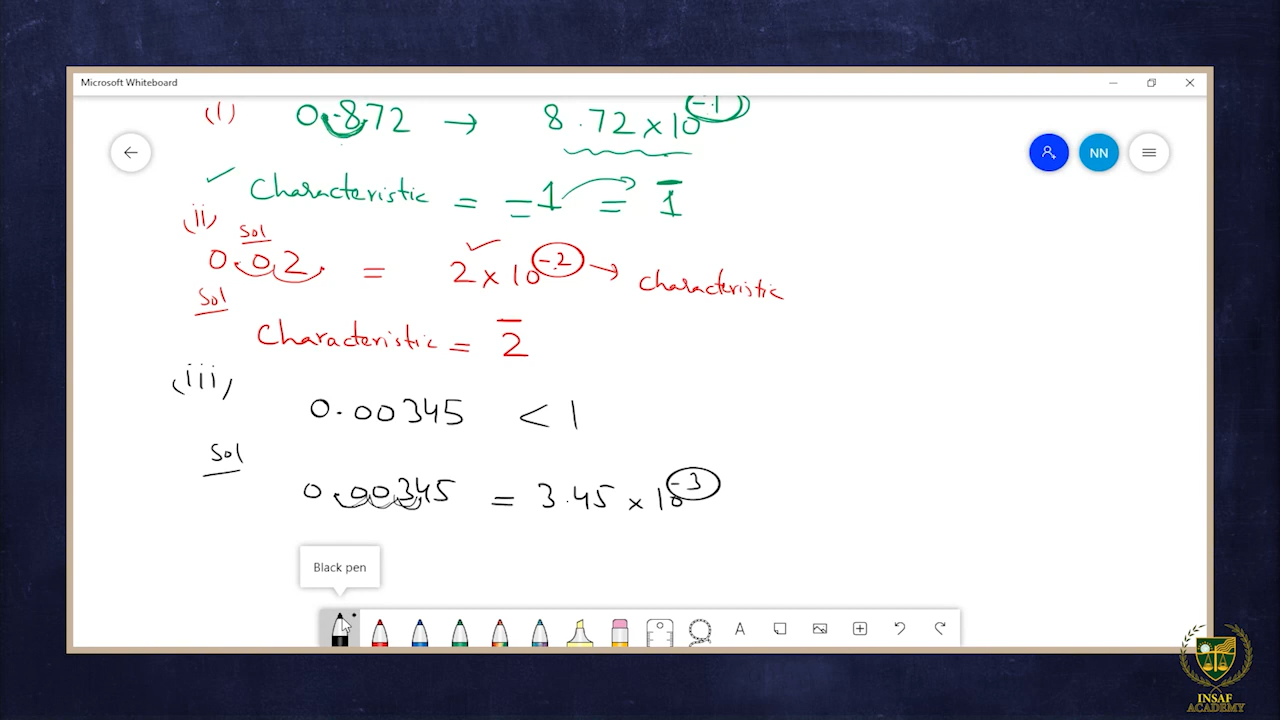 Microsoft Whiteboard
(i) 0.872 → 8.72 × 10⁻¹
NN
Characteristic = -1 = 1̅
(ii) Sol
0.02 = 2 × 10⁻² → characteristic
Sol
Characteristic = 2̅
(iii)
0.00345 < 1
Sol
0.00345 = 3.45 × 10⁻³
Black pen
A
INSAF
ACADEMY